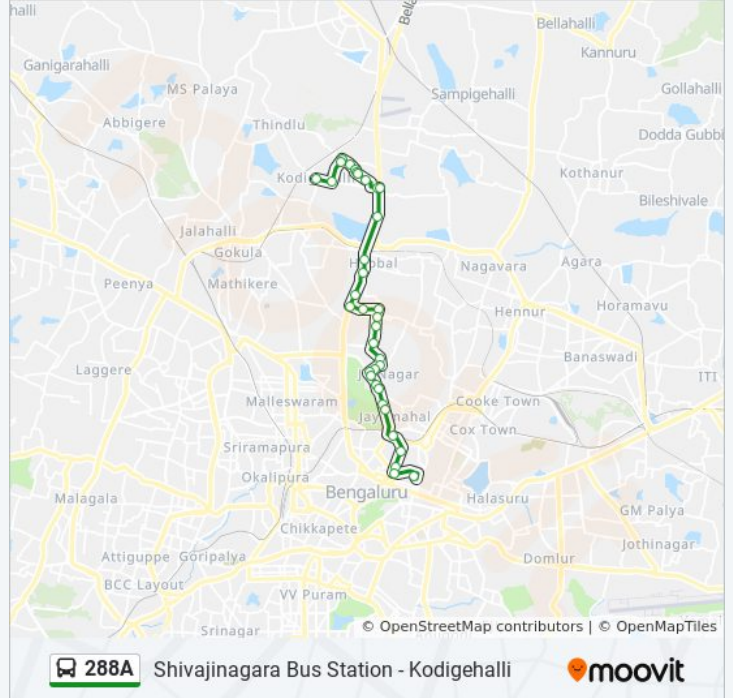 halli
Bella
Bellahalli
Kannuru
Ganigarahalli
MS Palaya
Sampigehalli
Gollahalli
Abbigere
Thindlu
Dodda Gubbi
Kothanur
Bileshivale
Jalahalli
Gokula
Nagavara
Agara
Peenya
Mathikere
Hennur
Horamavu
Banaswadi
Laggere
ITI
Malleswaram
Cooke Town
Cox Town
Sriramapura
Okalipura
Malagala
Bengaluru
Halasuru
GM Palya
Chikkapete
Jothinagar
Attiguppe
Goripalya
Domlur
BCC Layout
VV Puram
Srinagar
© OpenStreetMap contributors | © OpenMapTiles
288A Shivajinagara Bus Station - Kodigehalli
moovit